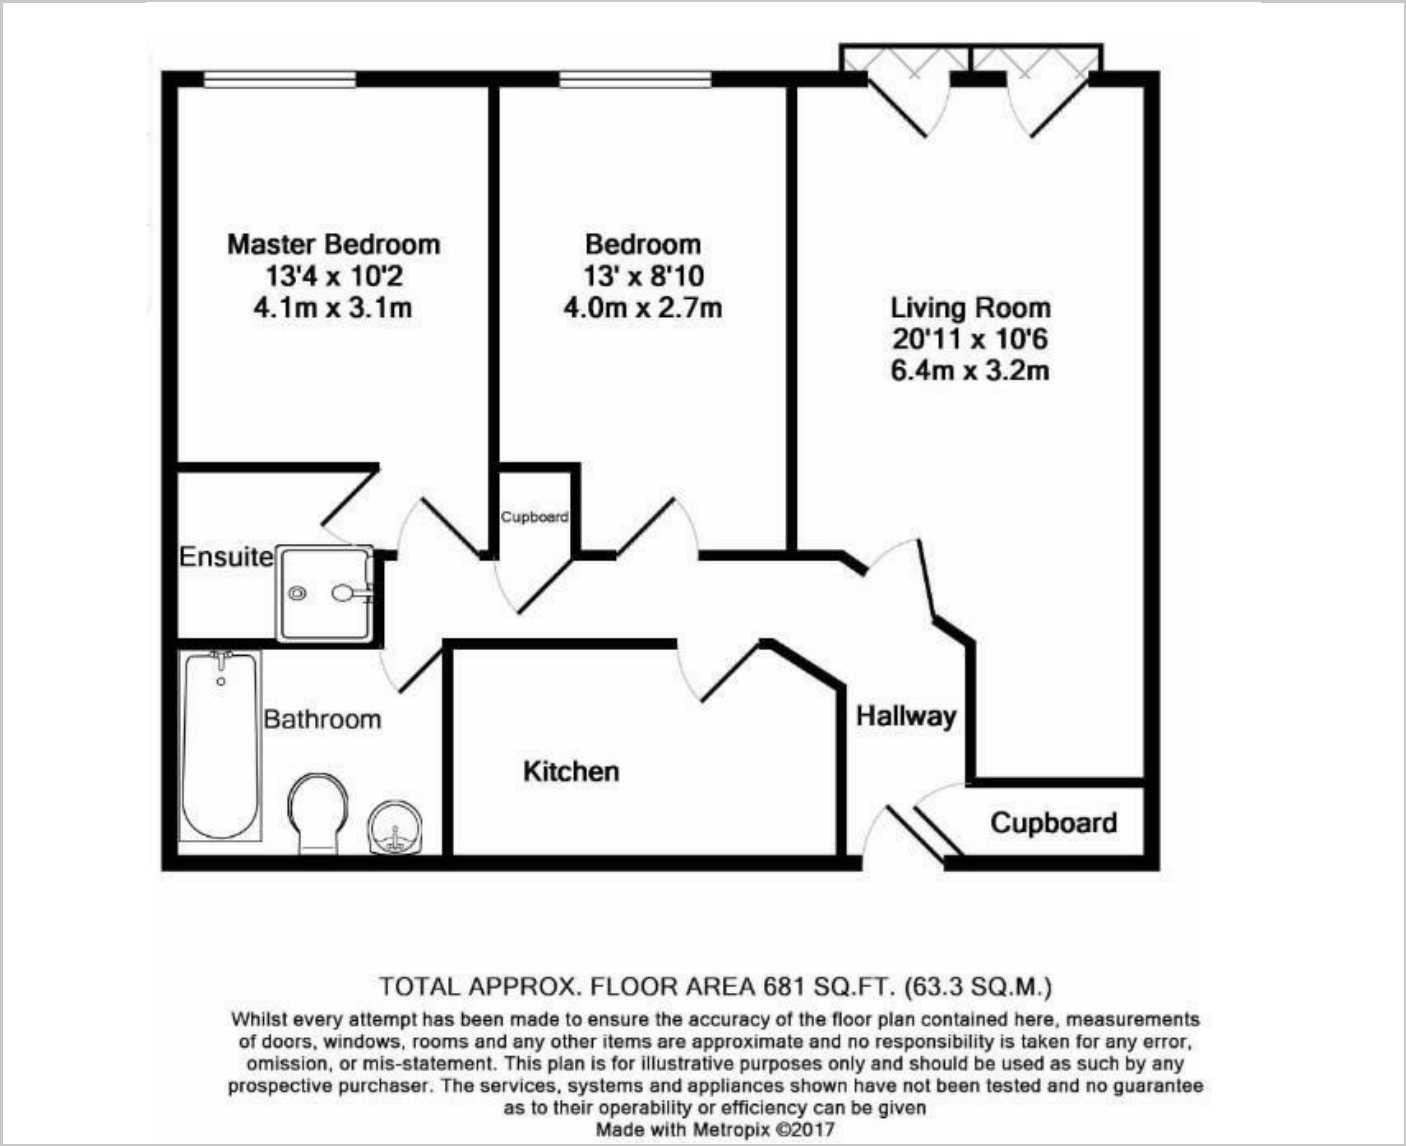 Master Bedroom
13'4 x 10'2
4.1m x 3.1m
Bedroom
13' x 8'10
4.0m x 2.7m
Living Room
20'11 x 10'6
6.4m x 3.2m
Cupboard
Ensuite
Bathroom
Hallway
Kitchen
Cupboard
TOTAL APPROX. FLOOR AREA 681 SQ.FT. (63.3 SQ.M.)
Whilst every attempt has been made to ensure the accuracy of the floor plan contained here, measurements
of doors, windows, rooms and any other items are approximate and no responsibility is taken for any error,
omission, or mis-statement. This plan is for illustrative purposes only and should be used as such by any
prospective purchaser. The services, systems and appliances shown have not been tested and no guarantee
as to their operability or efficiency can be given
Made with Metropix ©2017